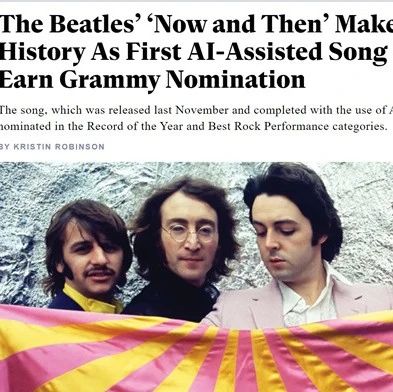 The Beatles’ ‘Now and Then’ Make
History As First AI-Assisted Song
Earn Grammy Nomination
The song, which was released last November and completed with the use of A
nominated in the Record of the Year and Best Rock Performance categories.
BY KRISTIN ROBINSON